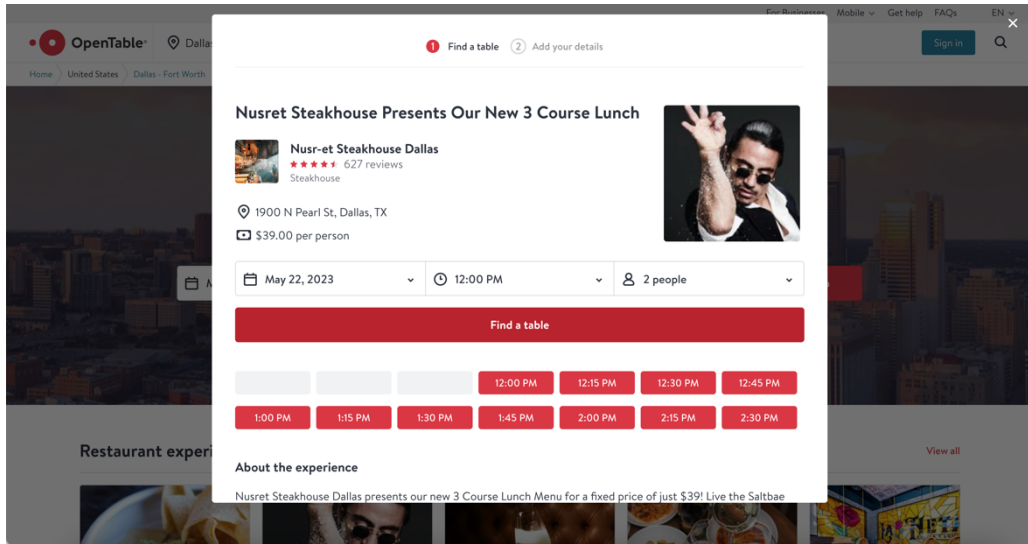 For Businesses Mobile Get help FAQs EN
OpenTable Dallas
Sign in
Home United States Dallas - Fort Worth
1 Find a table 2 Add your details
Nusret Steakhouse Presents Our New 3 Course Lunch
Nusr-et Steakhouse Dallas
627 reviews
Steakhouse
1900 N Pearl St, Dallas, TX
$39.00 per person
May 22, 2023 12:00 PM 2 people
Find a table
12:00 PM 12:15 PM 12:30 PM 12:45 PM
1:00 PM 1:15 PM 1:30 PM 1:45 PM 2:00 PM 2:15 PM 2:30 PM
Restaurant experi View all
About the experience
Nusret Steakhouse Dallas presents our new 3 Course Lunch Menu for a fixed price of just $39! Live the Saltbae